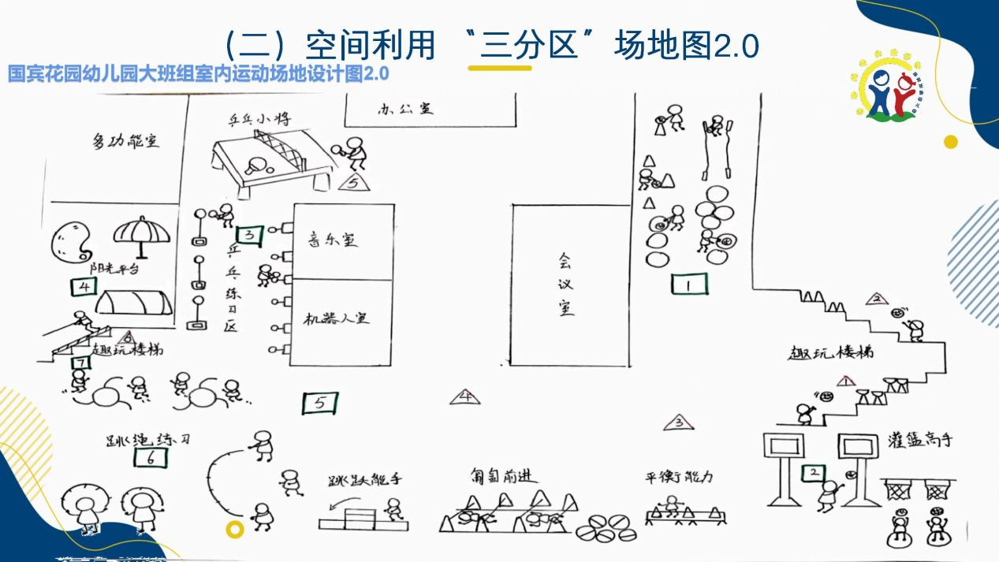 （二）空间利用“三分区”场地图2.0
国宾花园幼儿园大班组室内运动场地设计图2.0
办公室
乒乓小将
多功能室
5
3
音乐室
乒乓练习区
会议室
阳光平台
4
1
2
机器人室
6
趣玩楼梯
趣玩楼梯
7
1
5
4
3
跳绳练习
6
灌篮高手
跳跃能手
匍匐前进
平衡能力
2